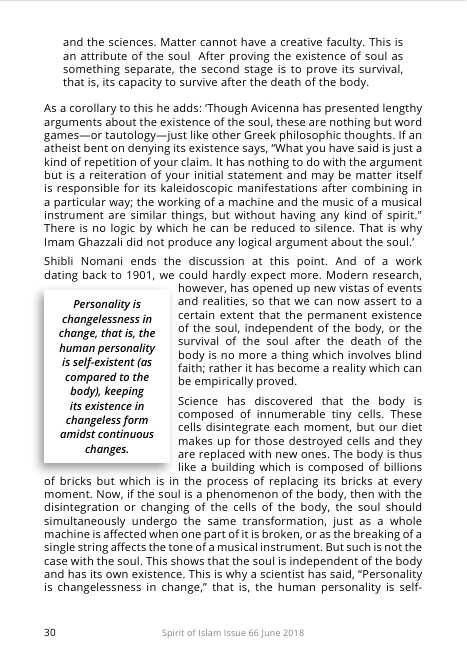 and the sciences. Matter cannot have a creative faculty. This is
an attribute of the soul  After proving the existence of soul as
something separate, the second stage is to prove its survival,
that is, its capacity to survive after the death of the body.
As a corollary to this he adds: ‘Though Avicenna has presented lengthy
arguments about the existence of the soul, these are nothing but word
games—or tautology—just like other Greek philosophic thoughts. If an
atheist bent on denying its existence says, “What you have said is just a
kind of repetition of your claim. It has nothing to do with the argument
but is a reiteration of your initial statement and may be matter itself
is responsible for its kaleidoscopic manifestations after combining in
a particular way; the working of a machine and the music of a musical
instrument are similar things, but without having any kind of spirit.”
There is no logic by which he can be reduced to silence. That is why
Imam Ghazzali did not produce any logical argument about the soul.’
Shibli Nomani ends the discussion at this point. And of a work
dating back to 1901, we could hardly expect more. Modern research,
however, has opened up new vistas of events
and realities, so that we can now assert to a
certain extent that the permanent existence
of the soul, independent of the body, or the
survival of the soul after the death of the
body is no more a thing which involves blind
faith; rather it has become a reality which can
be empirically proved.
Personality is
changelessness in
change, that is, the
human personality
is self-existent (as
compared to the
body), keeping
its existence in
changeless form
amidst continuous
changes.
Science has discovered that the body is
composed of innumerable tiny cells. These
cells disintegrate each moment, but our diet
makes up for those destroyed cells and they
are replaced with new ones. The body is thus
like a building which is composed of billions
of bricks but which is in the process of replacing its bricks at every
moment. Now, if the soul is a phenomenon of the body, then with the
disintegration or changing of the cells of the body, the soul should
simultaneously undergo the same transformation, just as a whole
machine is affected when one part of it is broken, or as the breaking of a
single string affects the tone of a musical instrument. But such is not the
case with the soul. This shows that the soul is independent of the body
and has its own existence. This is why a scientist has said, “Personality
is changelessness in change,” that is, the human personality is self-
30
Spirit of Islam Issue 66 June 2018